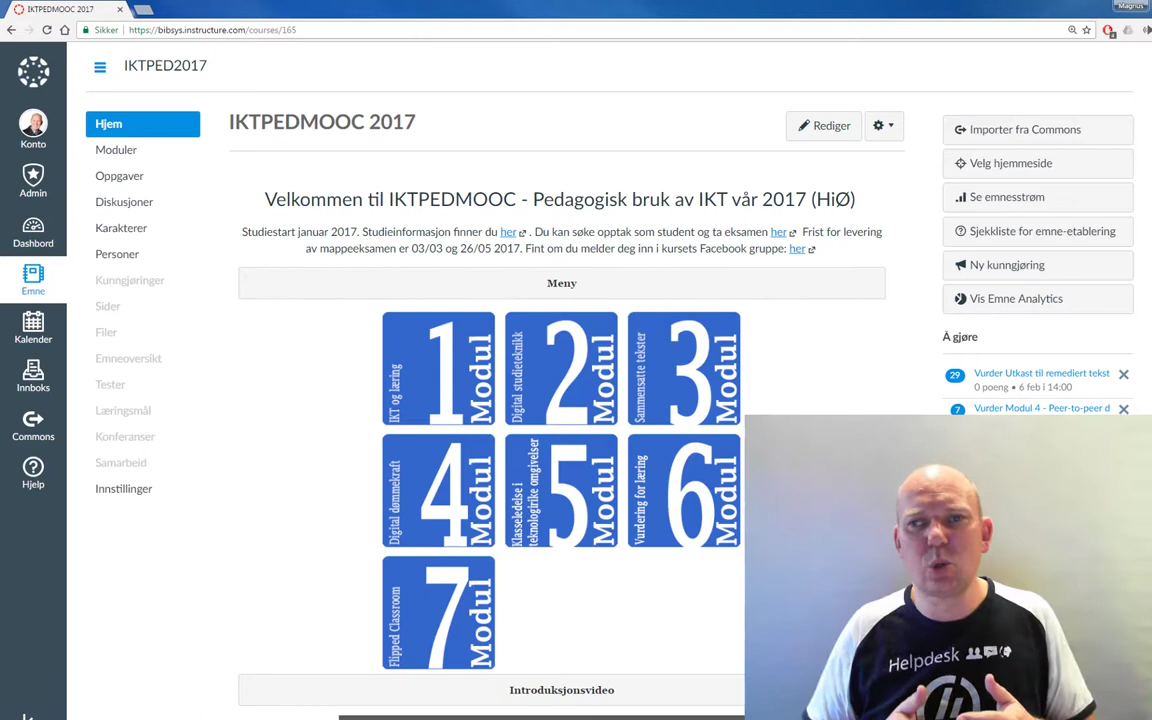 IKTPEDMOOC 2017
Magnus
Sikker
https://bibsys.instructure.com/courses/165
IKTPED2017
Konto
Admin
Dashbord
Emne
Kalender
Innboks
Commons
Hjelp
Hjem
Moduler
Oppgaver
Diskusjoner
Karakterer
Personer
Kunngjøringer
Sider
Filer
Emneoversikt
Tester
Læringsmål
Konferanser
Samarbeid
Innstillinger
IKTPEDMOOC 2017
Rediger
Velkommen til IKTPEDMOOC - Pedagogisk bruk av IKT vår 2017 (HiØ)
Studiestart januar 2017. Studieinformasjon finner du her . Du kan søke opptak som student og ta eksamen her Frist for levering
av mappeeksamen er 03/03 og 26/05 2017. Fint om du melder deg inn i kursets Facebook gruppe: her
Meny
IKT og læring 1 Modul
Digital studieteknikk 2 Modul
Sammensatte tekster 3 Modul
Digital dømmekraft 4 Modul
Klasseledelse i
teknologirike omgivelser 5 Modul
Vurdering for læring 6 Modul
Flipped Classroom 7 Modul
Introduksjonsvideo
Importer fra Commons
Velg hjemmeside
Se emnesstrøm
Sjekkliste for emne-etablering
Ny kunngjøring
Vis Emne Analytics
Å gjøre
29 Vurder Utkast til remediert tekst
0 poeng • 6 feb i 14:00
7 Vurder Modul 4 - Peer-to-peer d
Helpdesk